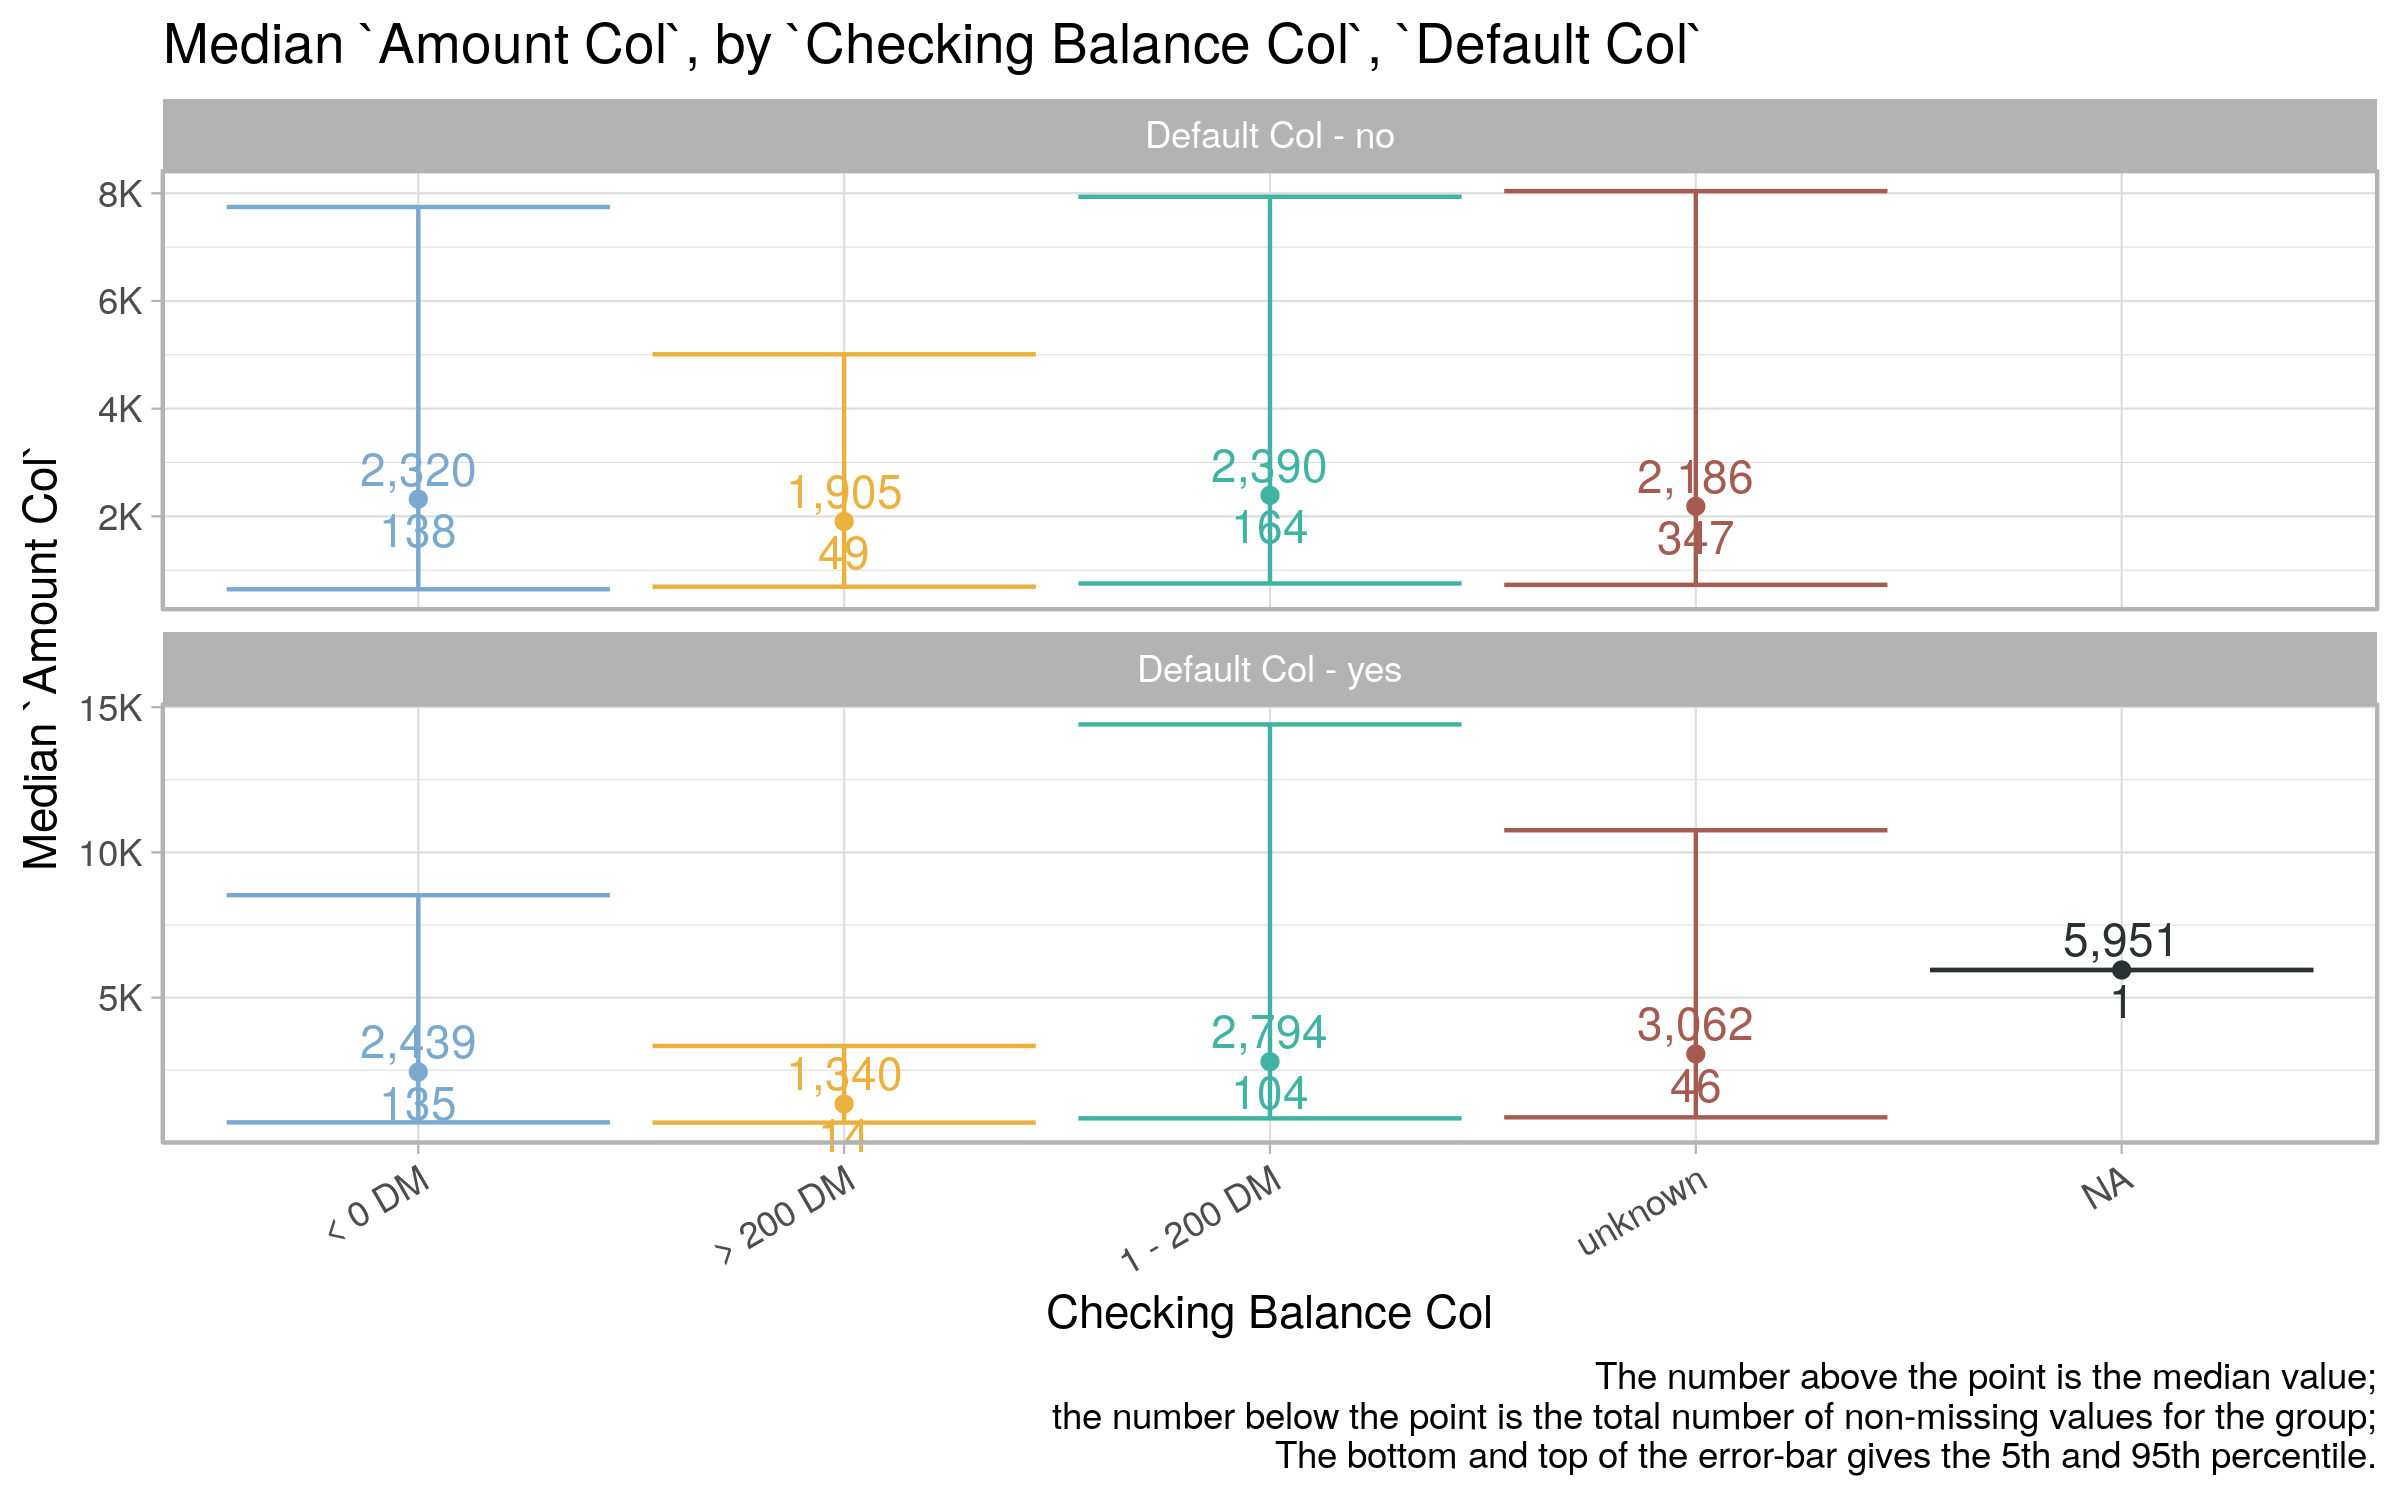 Median `Amount Col`, by `Checking Balance Col`, `Default Col`
Default Col - no
8K
6K
4K
2K
2,320
138
1,905
49
2,390
164
2,186
347
Median `Amount Col`
Default Col - yes
15K
10K
5K
2,439
135
1,340
14
2,794
104
3,062
46
5,951
1
< 0 DM
> 200 DM
1 - 200 DM
unknown
NA
Checking Balance Col
The number above the point is the median value;
the number below the point is the total number of non-missing values for the group;
The bottom and top of the error-bar gives the 5th and 95th percentile.